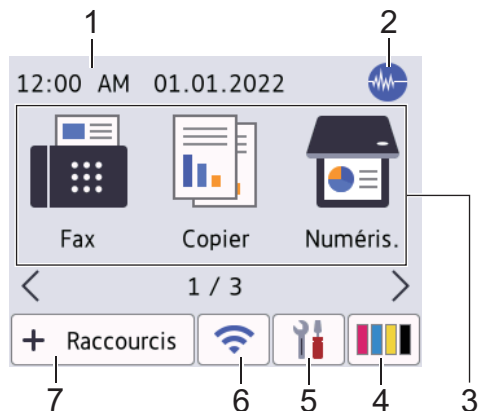 1 2
12:00 AM 01.01.2022
Fax Copier Numéris.
1 / 3
+ Raccourcis
7 6 5 4 3